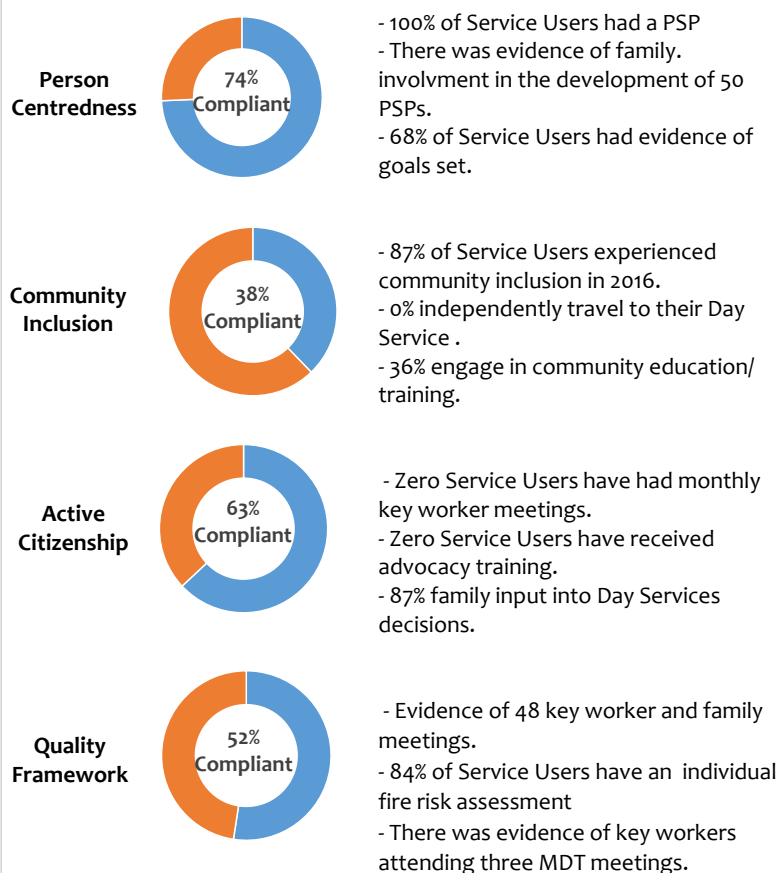 Person
Centredness
74%
Compliant
- 100% of Service Users had a PSP
- There was evidence of family.
involvment in the development of 50
PSPs.
- 68% of Service Users had evidence of
goals set.
Community
Inclusion
38%
Compliant
- 87% of Service Users experienced
community inclusion in 2016.
- 0% independently travel to their Day
Service .
- 36% engage in community education/
training.
Active
Citizenship
63%
Compliant
- Zero Service Users have had monthly
key worker meetings.
- Zero Service Users have received
advocacy training.
- 87% family input into Day Services
decisions.
Quality
Framework
52%
Compliant
- Evidence of 48 key worker and family
meetings.
- 84% of Service Users have an individual
fire risk assessment
- There was evidence of key workers
attending three MDT meetings.